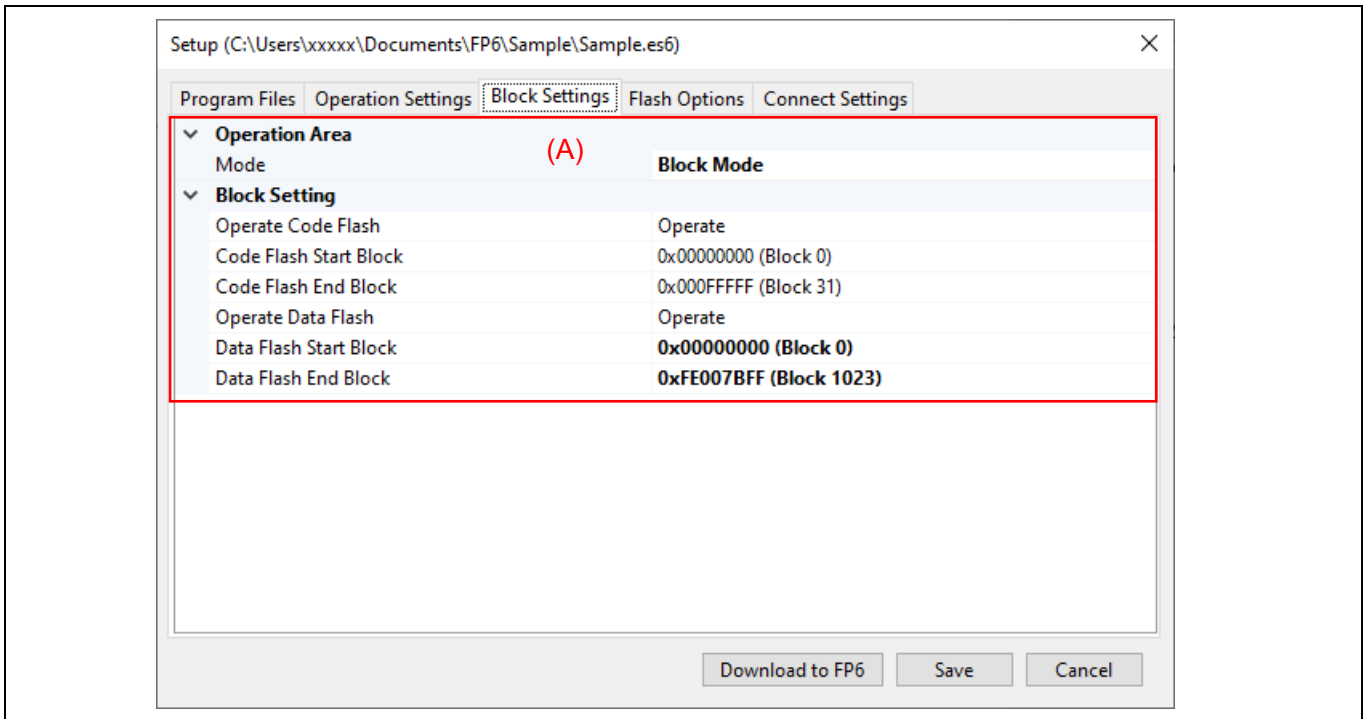 Setup (C:\Users\xxxxx\Documents\FP6\Sample\Sample.es6)
Program Files Operation Settings Block Settings Flash Options Connect Settings
Operation Area
(A)
Mode Block Mode
Block Setting
Operate Code Flash Operate
Code Flash Start Block 0x00000000 (Block 0)
Code Flash End Block 0x000FFFFF (Block 31)
Operate Data Flash Operate
Data Flash Start Block 0x00000000 (Block 0)
Data Flash End Block 0xFE007BFF (Block 1023)
Download to FP6 Save Cancel